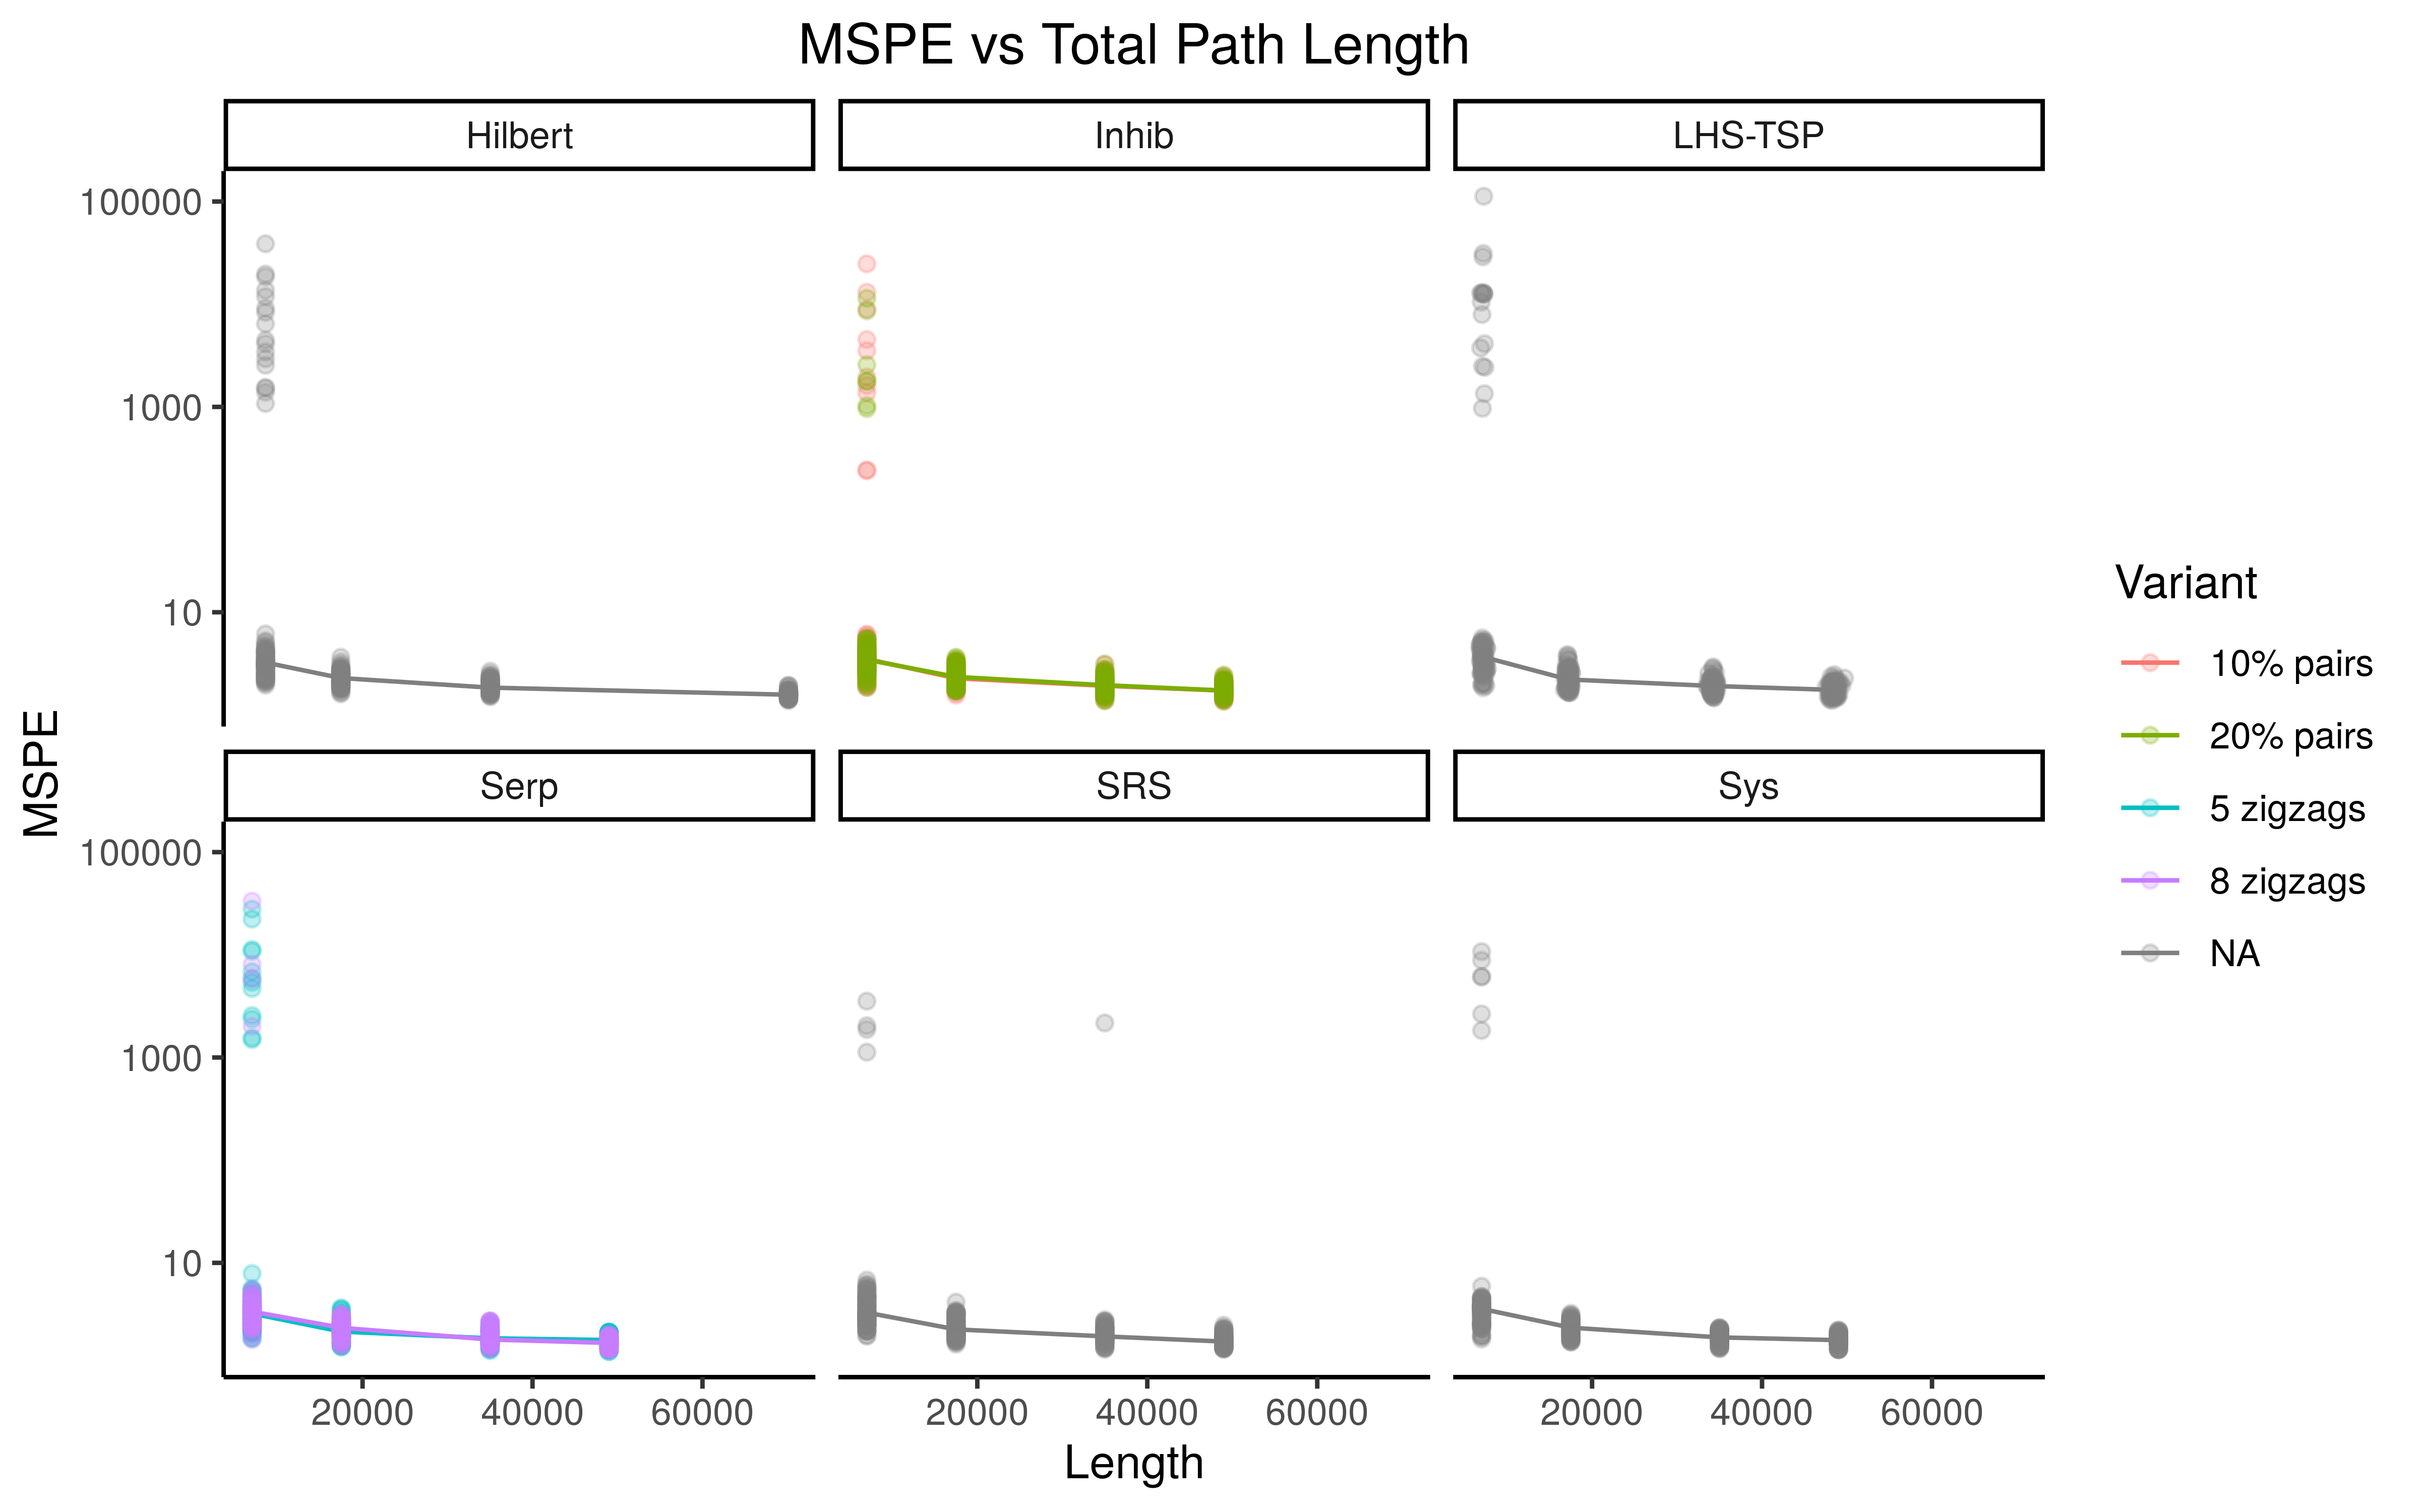 MSPE vs Total Path Length
Hilbert
Inhib
LHS-TSP
100000
1000
10
Serp
SRS
Sys
100000
1000
10
20000 40000 60000
20000 40000 60000
20000 40000 60000
Length
MSPE
Variant
10% pairs
20% pairs
5 zigzags
8 zigzags
NA